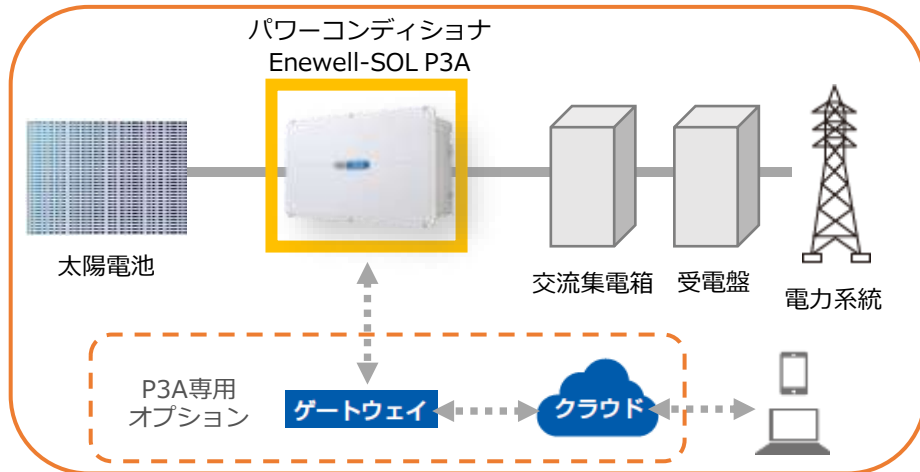 パワーコンディショナ
Enewell-SOL P3A
太陽電池
交流集電箱
受電盤
電力系統
P3A専用
オプション
ゲートウェイ
クラウド